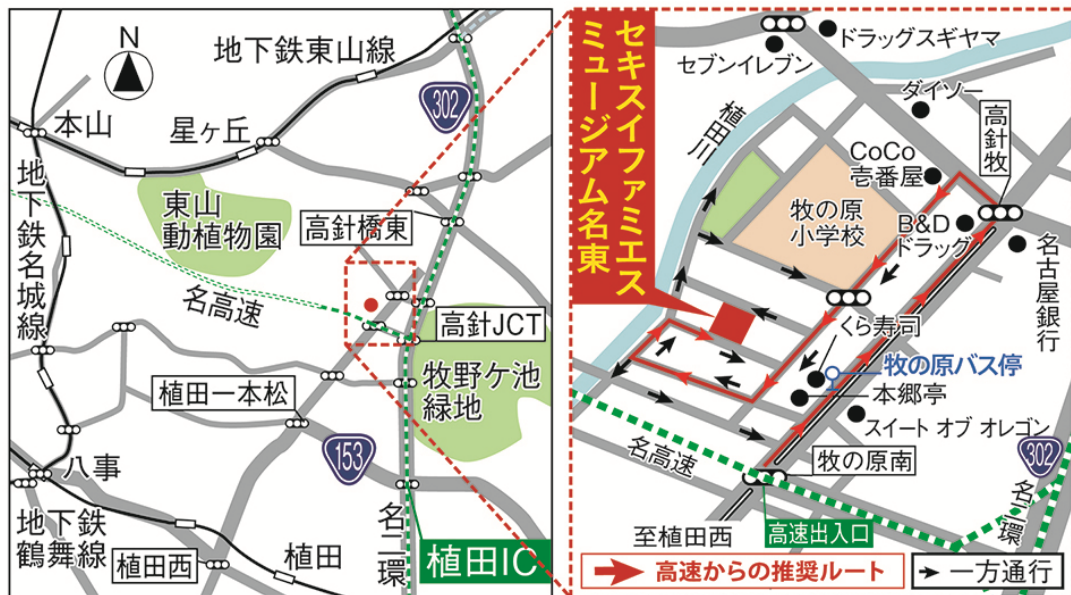 N
地下鉄東山線
302
本山
星ヶ丘
東山
動植物園
高針橋東
地下鉄名城線
名高速
高針JCT
牧野ケ池
緑地
植田一本松
153
八事
地下鉄
鶴舞線
植田西
植田
名二環
植田IC
セキスイファミエス
ミュージアム名東
ドラッグスギヤマ
セブンイレブン
ダイソー
植田川
高針牧
CoCo
壱番屋
牧の原
小学校
B&D
ドラッグ
名古屋銀行
くら寿司
牧の原バス停
本郷亭
スイート オブ オレゴン
名高速
牧の原南
302
名二環
至植田西
高速出入口
高速からの推奨ルート
一方通行